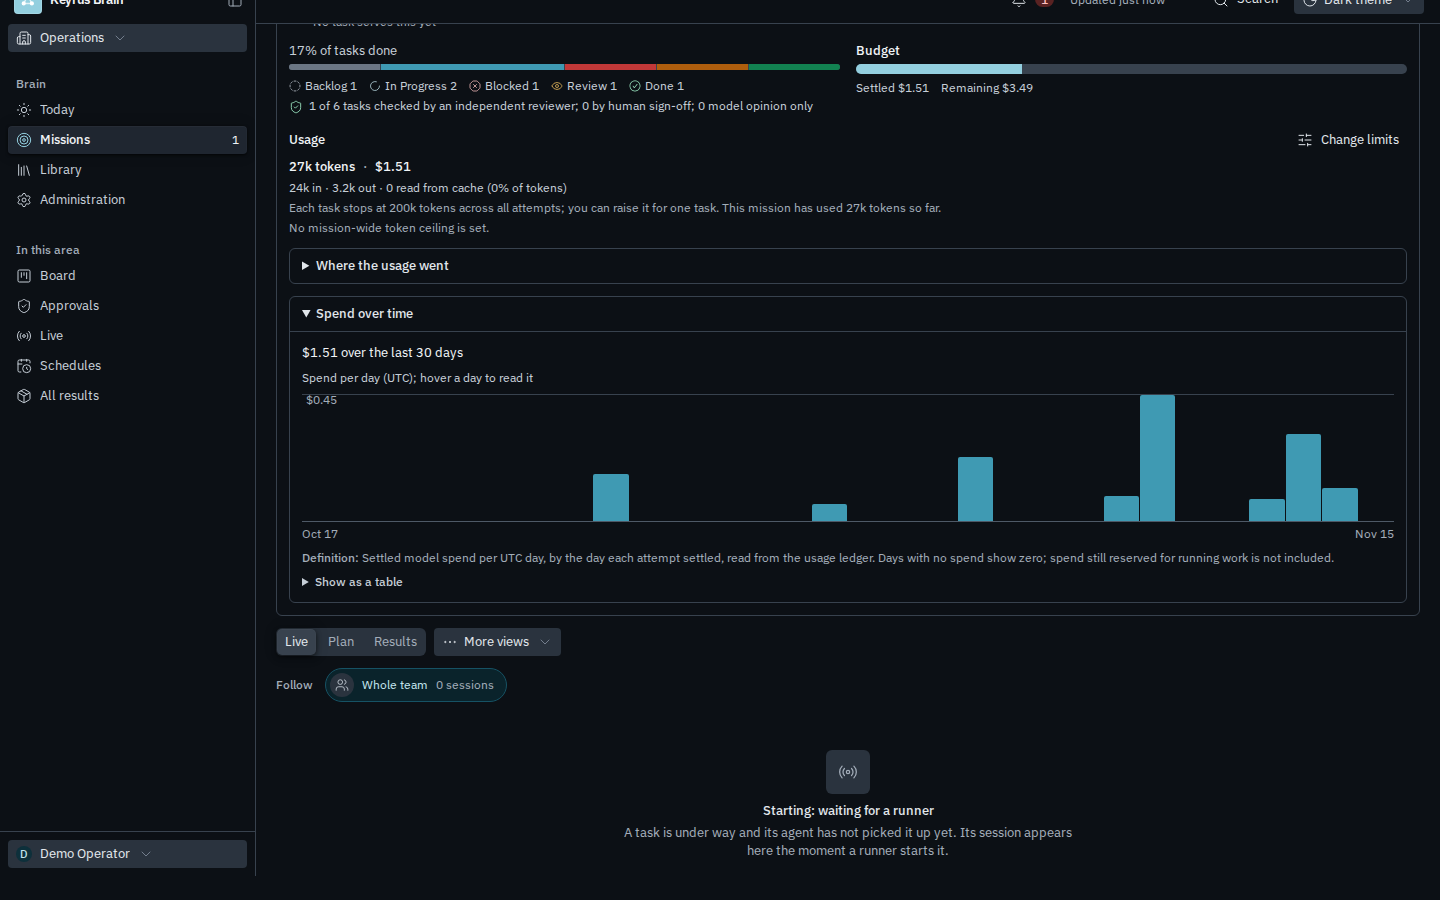 Keyrus Brain
1
Updated just now
Search
Dark theme
Operations
Brain
Today
Missions
1
Library
Administration
In this area
Board
Approvals
Live
Schedules
All results
Demo Operator
D
No task serves this yet
17% of tasks done
Backlog 1
In Progress 2
Blocked 1
Review 1
Done 1
1 of 6 tasks checked by an independent reviewer; 0 by human sign-off; 0 model opinion only
Budget
Settled $1.51
Remaining $3.49
Usage
Change limits
27k tokens · $1.51
24k in · 3.2k out · 0 read from cache (0% of tokens)
Each task stops at 200k tokens across all attempts; you can raise it for one task. This mission has used 27k tokens so far.
No mission-wide token ceiling is set.
Where the usage went
Spend over time
$1.51 over the last 30 days
Spend per day (UTC); hover a day to read it
$0.45
Oct 17
Nov 15
Definition: Settled model spend per UTC day, by the day each attempt settled, read from the usage ledger. Days with no spend show zero; spend still reserved for running work is not included.
Show as a table
Live
Plan
Results
More views
Follow
Whole team 0 sessions
Starting: waiting for a runner
A task is under way and its agent has not picked it up yet. Its session appears
here the moment a runner starts it.